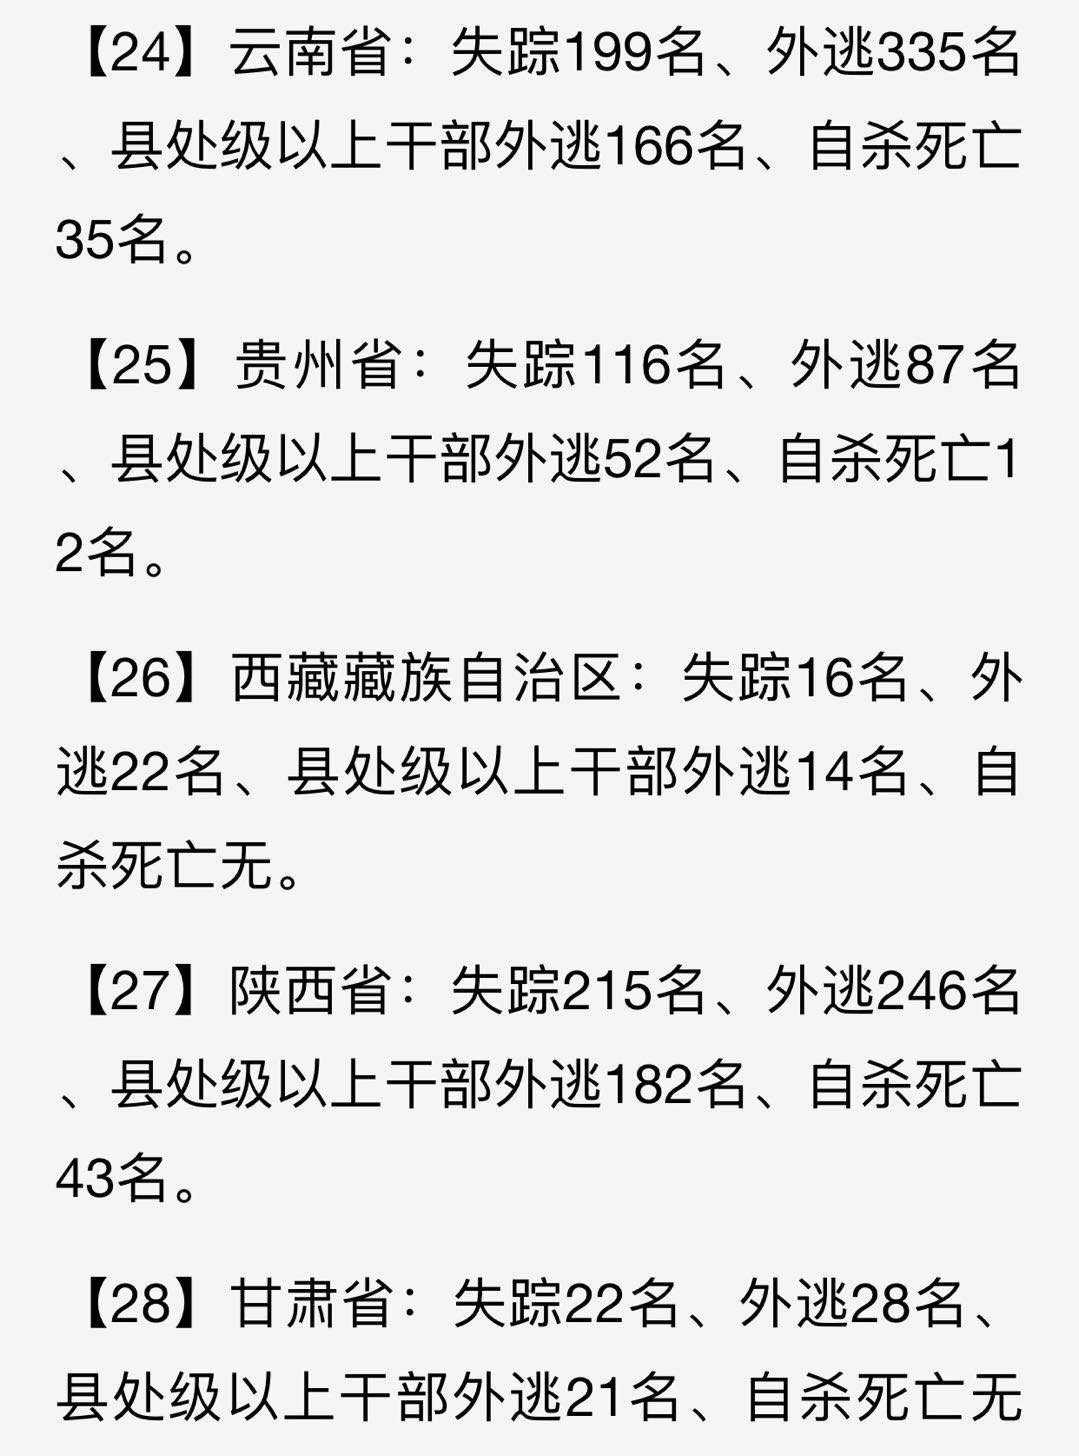 【24】云南省：失踪199名、外逃335名
、县处级以上干部外逃166名、自杀死亡
35名。
【25】贵州省：失踪116名、外逃87名
、县处级以上干部外逃52名、自杀死亡1
2名。
【26】西藏藏族自治区：失踪16名、外
逃22名、县处级以上干部外逃14名、自
杀死亡无。
【27】陕西省：失踪215名、外逃246名
、县处级以上干部外逃182名、自杀死亡
43名。
【28】甘肃省：失踪22名、外逃28名、
县处级以上干部外逃21名、自杀死亡无